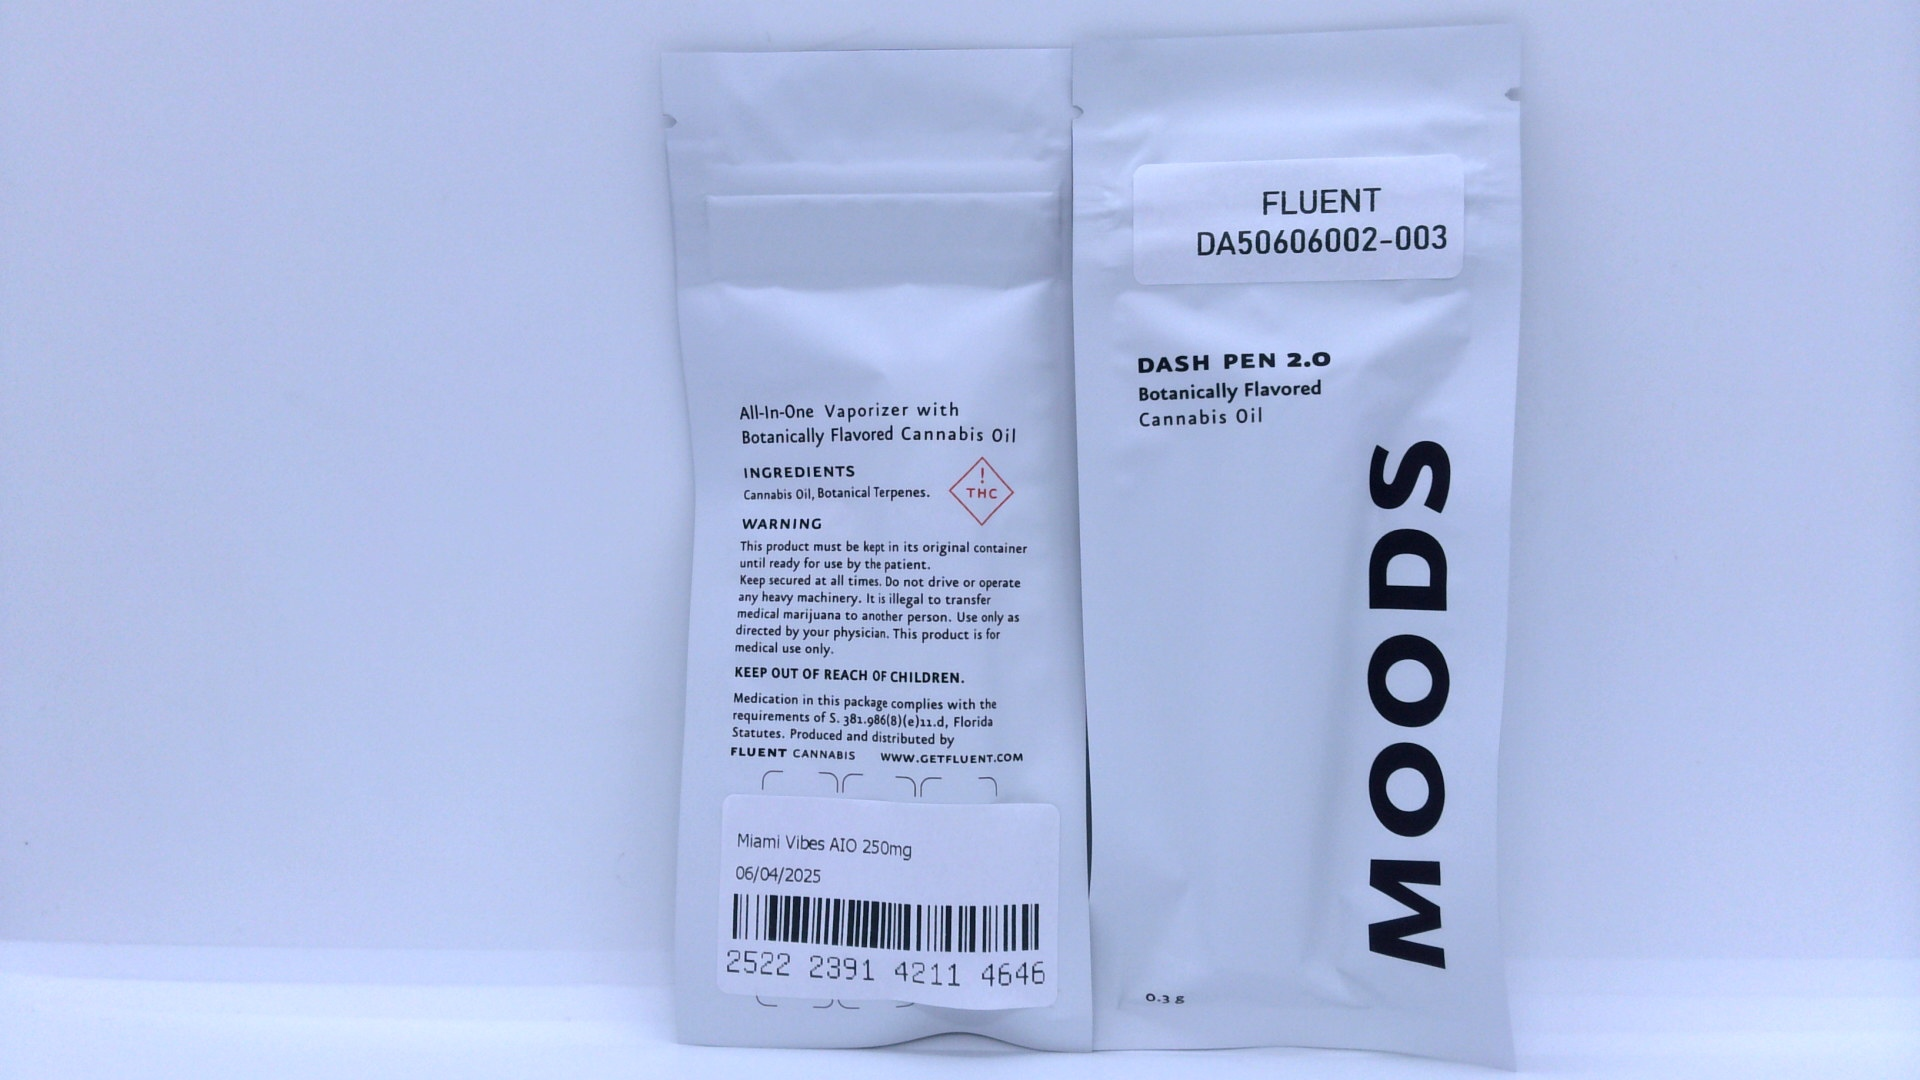 All-In-One Vaporizer with
Botanically Flavored Cannabis Oil
INGREDIENTS
Cannabis Oil, Botanical Terpenes.
!
THC
WARNING
This product must be kept in its original container
until ready for use by the patient.
Keep secured at all times. Do not drive or operate
any heavy machinery. It is illegal to transfer
medical marijuana to another person. Use only as
directed by your physician. This product is for
medical use only.
KEEP OUT OF REACH OF CHILDREN.
Medication in this package complies with the
requirements of S. 381.986(8)(e)11.d, Florida
Statutes. Produced and distributed by
FLUENT CANNABIS WWW.GETFLUENT.COM
Miami Vibes AIO 250mg
06/04/2025
2522 2391 4211 4646
FLUENT
DA50606002-003
DASH PEN 2.0
Botanically Flavored
Cannabis Oil
MOODS
0.3 g